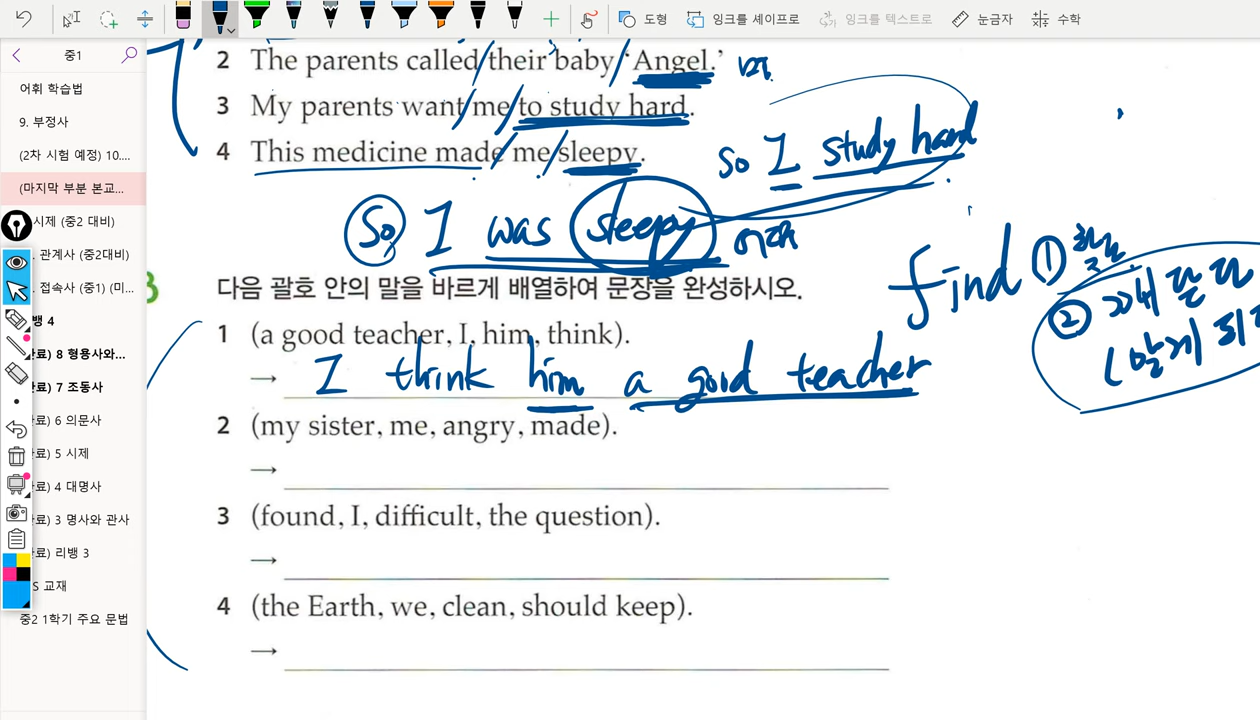 도형
잉크를 셰이프로
잉크를 텍스트로
눈금자
수학
중1
어휘 학습법
9. 부정사
(2차 시험 예정) 10....
(마지막 부분 본교...
시제 (중2 대비)
관계사 (중2대비)
접속사 (중1) (미...
뱅 4
료) 8 형용사와...
료) 7 조동사
료) 6 의문사
료) 5 시제
료) 4 대명사
료) 3 명사와 관사
료) 리뱅 3
S 교재
중2 1학기 주요 문법
2 The parents called/their baby/'Angel.'
3 My parents want/me/to study hard.
so I study hard
4 This medicine made/me/sleepy.
So, I was sleepy
find ①
②
다음 괄호 안의 말을 바르게 배열하여 문장을 완성하시오.
1 (a good teacher, I, him, think).
→ I think him a good teacher
2 (my sister, me, angry, made).
→
3 (found, I, difficult, the question).
→
4 (the Earth, we, clean, should keep).
→